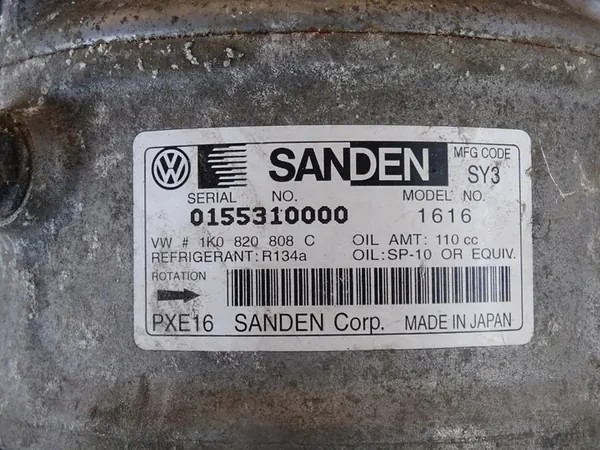 VW SANDEN MFG CODE
SY3
SERIAL NO. MODEL NO.
0155310000 1616
VW # 1K0 820 808 C OIL AMT: 110 cc
REFRIGERANT: R134a OIL:SP-10 OR EQUIV.
ROTATION
PXE16 SANDEN Corp. MADE IN JAPAN